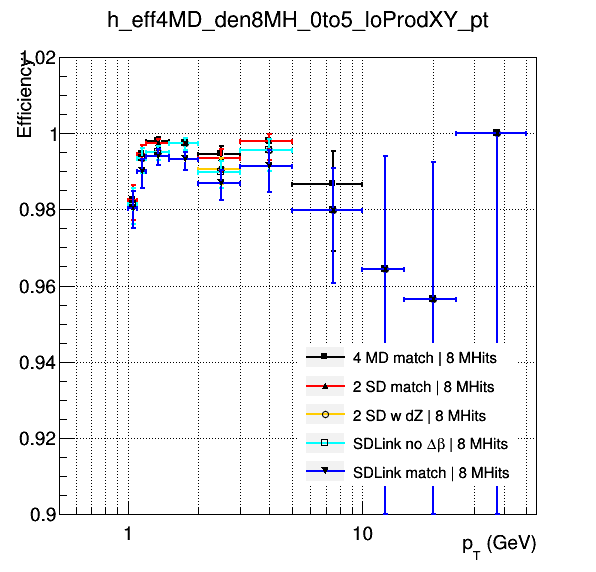 h_eff4MD_den8MH_0to5_loProdXY_pt
Efficiency
1.02
1
0.98
0.96
0.94
0.92
0.9
4 MD match | 8 MHits
2 SD match | 8 MHits
2 SD w dZ | 8 MHits
SDLink no Δβ | 8 MHits
SDLink match | 8 MHits
1
10
p_T (GeV)